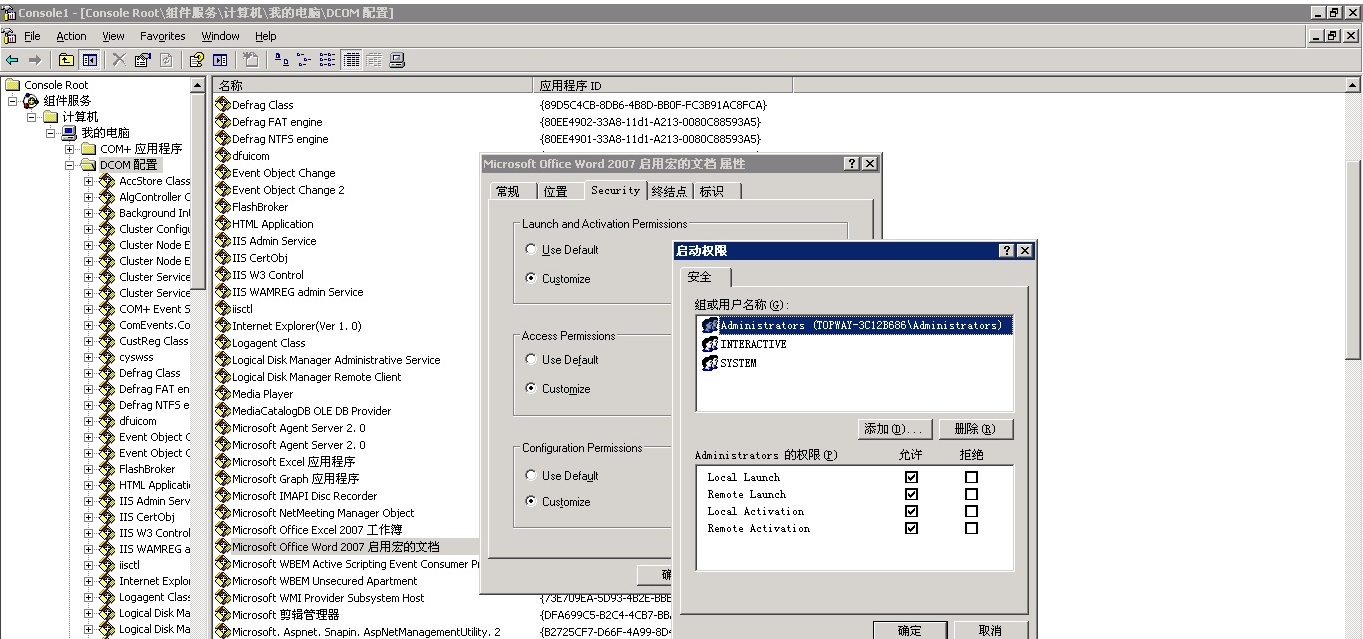 Console1 - [Console Root\组件服务\计算机\我的电脑\DCOM 配置]
File Action View Favorites Window Help
Console Root
组件服务
计算机
我的电脑
COM+ 应用程序
DCOM 配置
AccStore Class
AlgController C
Background In
Cluster Config
Cluster Node E
Cluster Node E
Cluster Service
Cluster Service
COM+ Event S
ComEvents.Co
CustReg Class
cyswss
Defrag Class
Defrag FAT en
Defrag NTFS e
dfuicom
Event Object C
Event Object C
FlashBroker
HTML Applicati
IIS Admin Serv
IIS CertObj
IIS W3 Control
IIS WAMREG a
iisctl
Internet Explor
Logagent Class
Logical Disk Ma
Logical Disk Ma
名称 应用程序 ID
Defrag Class {89D5C4CB-8DB6-4B8D-BB0F-FC3B91AC8FCA}
Defrag FAT engine {80EE4902-33A8-11d1-A213-0080C88593A5}
Defrag NTFS engine {80EE4901-33A8-11d1-A213-0080C88593A5}
dfuicom
Event Object Change
Event Object Change 2
FlashBroker
HTML Application
IIS Admin Service
IIS CertObj
IIS W3 Control
IIS WAMREG admin Service
iisctl
Internet Explorer(Ver 1.0)
Logagent Class
Logical Disk Manager Administrative Service
Logical Disk Manager Remote Client
Media Player
MediaCatalogDB OLE DB Provider
Microsoft Agent Server 2.0
Microsoft Agent Server 2.0
Microsoft Excel 应用程序
Microsoft Graph 应用程序
Microsoft IMAPI Disc Recorder
Microsoft NetMeeting Manager Object
Microsoft Office Excel 2007 工作簿
Microsoft Office Word 2007 启用宏的文档
Microsoft WBEM Active Scripting Event Consumer Pr
Microsoft WBEM Unsecured Apartment
Microsoft WMI Provider Subsystem Host {73E709EA-5D93-4B2E-BBB
Microsoft 剪辑管理器 {DFA699C5-B2C4-4CB7-BB
Microsoft.Aspnet.Snapin.AspNetManagementUtility.2 {B2725CF7-D66F-4A99-8D4
Microsoft Office Word 2007 启用宏的文档 属性
常规 位置 Security 终结点 标识
Launch and Activation Permissions
Use Default
Customize
Access Permissions
Use Default
Customize
Configuration Permissions
Use Default
Customize
启动权限
安全
组或用户名称(G):
Administrators (TOPWAY-3C12B686\Administrators)
INTERACTIVE
SYSTEM
添加(D)... 删除(R)
Administrators 的权限(P) 允许 拒绝
Local Launch
Remote Launch
Local Activation
Remote Activation
确定 取消